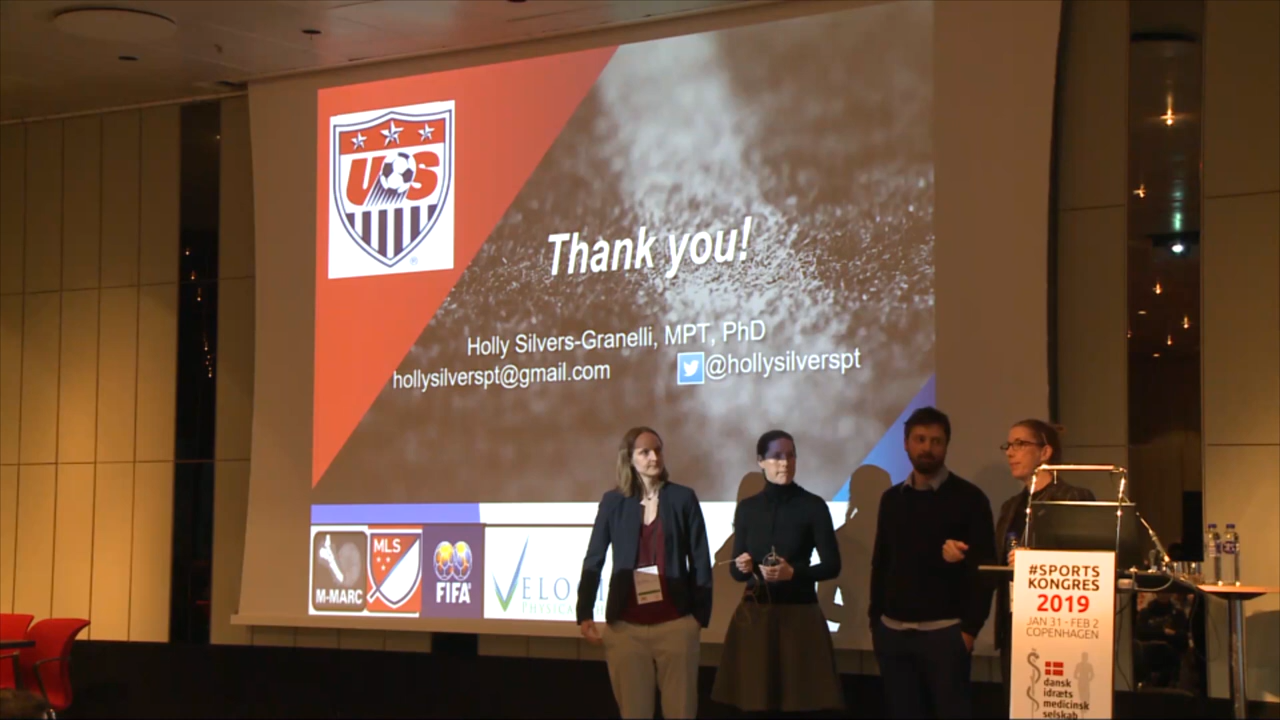 US
Thank you!
Holly Silvers-Granelli, MPT, PhD
hollysilverspt@gmail.com
@hollysilverspt
M-MARC
MLS
FIFA
#SPORTS
KONGRES
2019
JAN 31 - FEB 2
COPENHAGEN
dansk
idræts
medicinsk
selskab